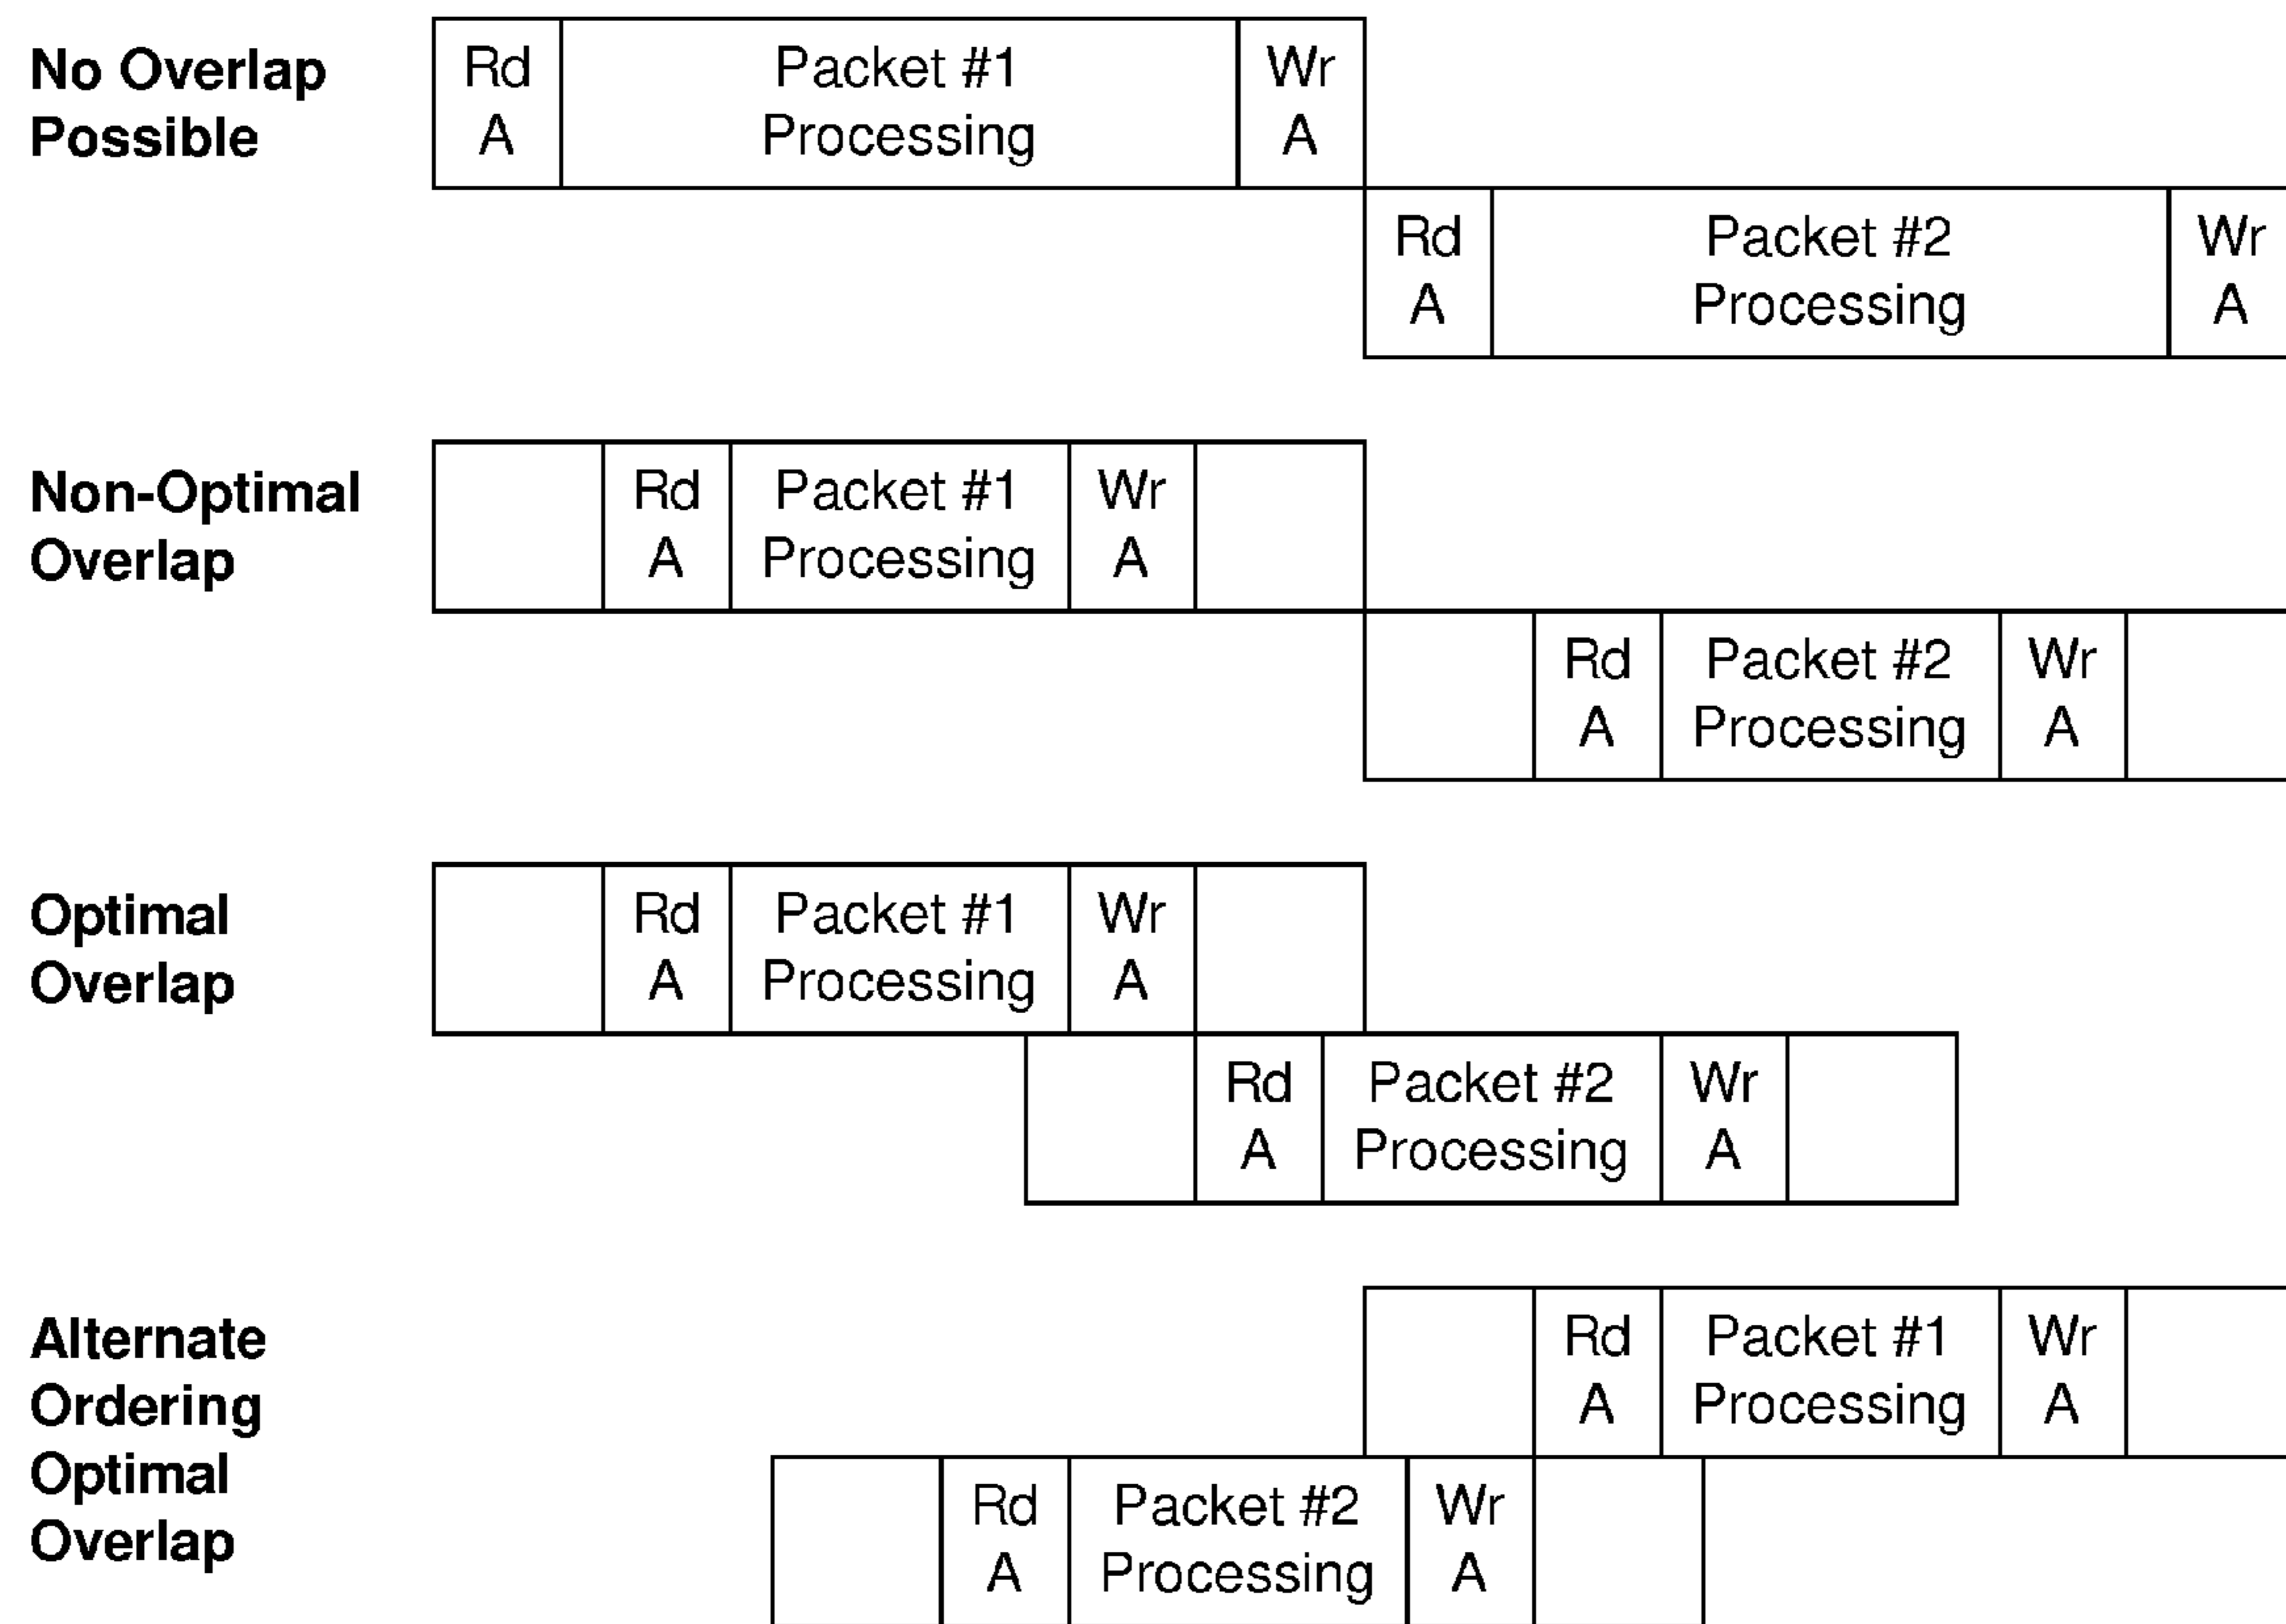 No Overlap
Possible
Rd
A
Packet #1
Processing
Wr
A
Rd
A
Packet #2
Processing
Wr
A
Non-Optimal
Overlap
Rd
A
Packet #1
Processing
Wr
A
Rd
A
Packet #2
Processing
Wr
A
Optimal
Overlap
Rd
A
Packet #1
Processing
Wr
A
Rd
A
Packet #2
Processing
Wr
A
Alternate
Ordering
Optimal
Overlap
Rd
A
Packet #1
Processing
Wr
A
Rd
A
Packet #2
Processing
Wr
A